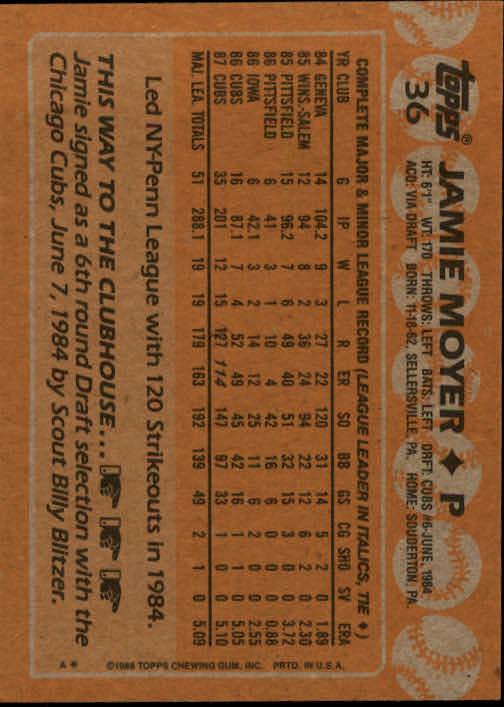 topps®
36
JAMIE MOYER ♦ P
HT: 6'1" WT: 170 THROWS: LEFT BATS: LEFT DRFT: CUBS #6-JUNE, 1984
ACQ: VIA DRAFT BORN: 11-18-62, SELLERSVILLE, PA. HOME: SOUDERTON, PA.
COMPLETE MAJOR & MINOR LEAGUE RECORD (LEAGUE LEADER IN ITALICS, TIE ♦)
YR CLUB G IP W L R ER SO BB GS CG SHO SV ERA
84 GENEVA 14 104.2 9 3 27 22 120 31 14 5 2 0 1.89
85 WINS.-SALEM 12 94 8 2 36 24 94 22 12 6 2 0 2.30
85 PITTSFIELD 15 96.2 7 6 49 40 51 32 15 3 0 0 3.72
86 PITTSFIELD 6 41 3 1 10 4 42 16 6 0 0 0 0.88
86 IOWA 6 42.1 3 2 14 12 25 11 6 2 0 0 2.55
86 CUBS 16 87.1 7 4 52 49 45 42 16 1 1 0 5.05
87 CUBS 35 201 12 15 127 114 147 97 33 1 0 0 5.10
MAJ. LEA. TOTALS 51 288.1 19 19 179 163 192 139 49 2 1 0 5.09
Led NY-Penn League with 120 Strikeouts in 1984.
THIS WAY TO THE CLUBHOUSE...
Jamie signed as a 6th round Draft selection with the
Chicago Cubs, June 7, 1984 by Scout Billy Blitzer.
A* ©1988 TOPPS CHEWING GUM, INC. PRTD. IN U.S.A.